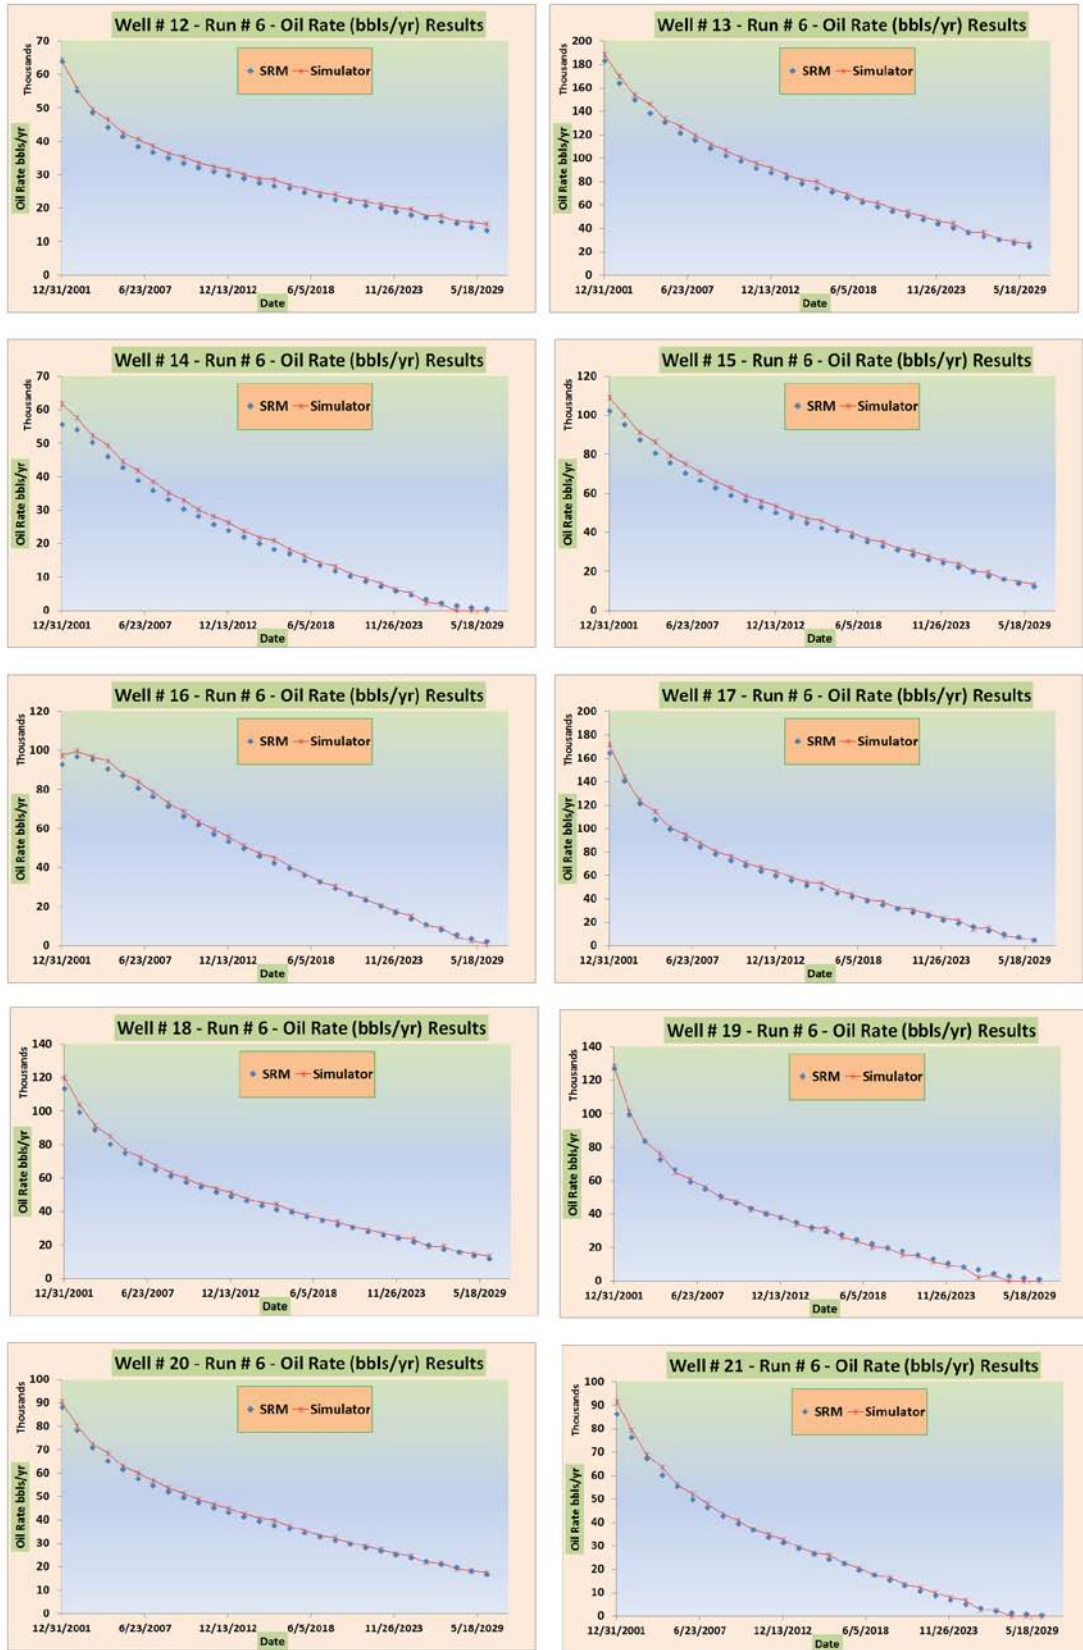 Well # 12 - Run # 6 - Oil Rate (bbls/yr) Results
Thousands
Oil Rate bbls/yr
SRM Simulator
70
60
50
40
30
20
10
0
12/31/2001 6/23/2007 12/13/2012 6/5/2018 11/26/2023 5/18/2029
Date
Well # 13 - Run # 6 - Oil Rate (bbls/yr) Results
Thousands
Oil Rate bbls/yr
SRM Simulator
200
180
160
140
120
100
80
60
40
20
0
12/31/2001 6/23/2007 12/13/2012 6/5/2018 11/26/2023 5/18/2029
Date
Well # 14 - Run # 6 - Oil Rate (bbls/yr) Results
Thousands
Oil Rate bbls/yr
SRM Simulator
70
60
50
40
30
20
10
0
12/31/2001 6/23/2007 12/13/2012 6/5/2018 11/26/2023 5/18/2029
Date
Well # 15 - Run # 6 - Oil Rate (bbls/yr) Results
Thousands
Oil Rate bbls/yr
SRM Simulator
120
100
80
60
40
20
0
12/31/2001 6/23/2007 12/13/2012 6/5/2018 11/26/2023 5/18/2029
Date
Well # 16 - Run # 6 - Oil Rate (bbls/yr) Results
Thousands
Oil Rate bbls/yr
SRM Simulator
120
100
80
60
40
20
0
12/31/2001 6/23/2007 12/13/2012 6/5/2018 11/26/2023 5/18/2029
Date
Well # 17 - Run # 6 - Oil Rate (bbls/yr) Results
Thousands
Oil Rate bbls/yr
SRM Simulator
200
180
160
140
120
100
80
60
40
20
0
12/31/2001 6/23/2007 12/13/2012 6/5/2018 11/26/2023 5/18/2029
Date
Well # 18 - Run # 6 - Oil Rate (bbls/yr) Results
Thousands
Oil Rate bbls/yr
SRM Simulator
140
120
100
80
60
40
20
0
12/31/2001 6/23/2007 12/13/2012 6/5/2018 11/26/2023 5/18/2029
Date
Well # 19 - Run # 6 - Oil Rate (bbls/yr) Results
Thousands
Oil Rate bbls/yr
SRM Simulator
140
120
100
80
60
40
20
0
12/31/2001 6/23/2007 12/13/2012 6/5/2018 11/26/2023 5/18/2029
Date
Well # 20 - Run # 6 - Oil Rate (bbls/yr) Results
Thousands
Oil Rate bbls/yr
SRM Simulator
100
90
80
70
60
50
40
30
20
10
0
12/31/2001 6/23/2007 12/13/2012 6/5/2018 11/26/2023 5/18/2029
Date
Well # 21 - Run # 6 - Oil Rate (bbls/yr) Results
Thousands
Oil Rate bbls/yr
SRM Simulator
100
90
80
70
60
50
40
30
20
10
0
12/31/2001 6/23/2007 12/13/2012 6/5/2018 11/26/2023 5/18/2029
Date